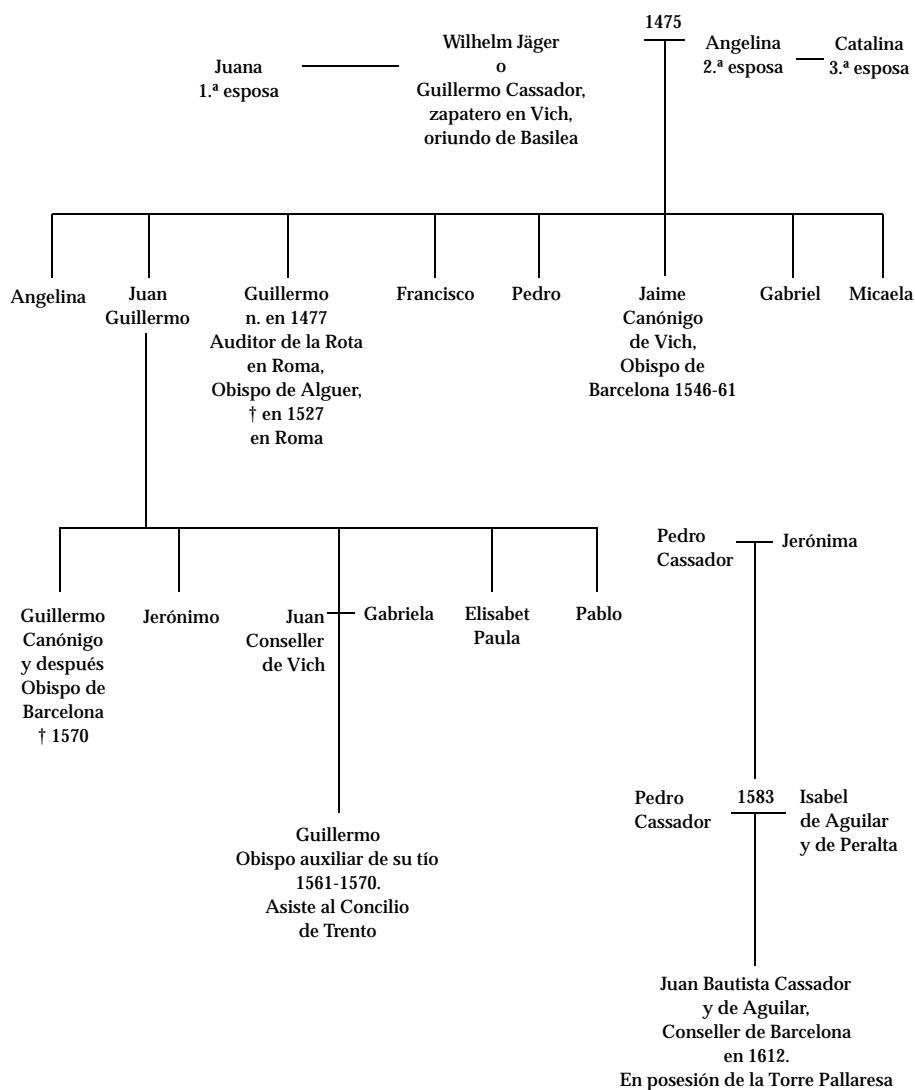 1475
Juana
1.ª esposa
Wilhelm Jäger
o
Guillermo Cassador,
zapatero en Vich,
oriundo de Basilea
Angelina
2.ª esposa
Catalina
3.ª esposa
Angelina
Juan
Guillermo
Guillermo
n. en 1477
Auditor de la Rota
en Roma,
Obispo de Alguer,
† en 1527
en Roma
Francisco
Pedro
Jaime
Canónigo
de Vich,
Obispo de
Barcelona 1546-61
Gabriel
Micaela
Guillermo
Canónigo
y después
Obispo de
Barcelona
† 1570
Jerónimo
Juan
Conseller
de Vich
Gabriela
Elisabet
Paula
Pablo
Pedro
Cassador
Jerónima
Guillermo
Obispo auxiliar de su tío
1561-1570.
Asiste al Concilio
de Trento
Pedro
Cassador
1583
Isabel
de Aguilar
y de Peralta
Juan Bautista Cassador
y de Aguilar,
Conseller de Barcelona
en 1612.
En posesión de la Torre Pallaresa